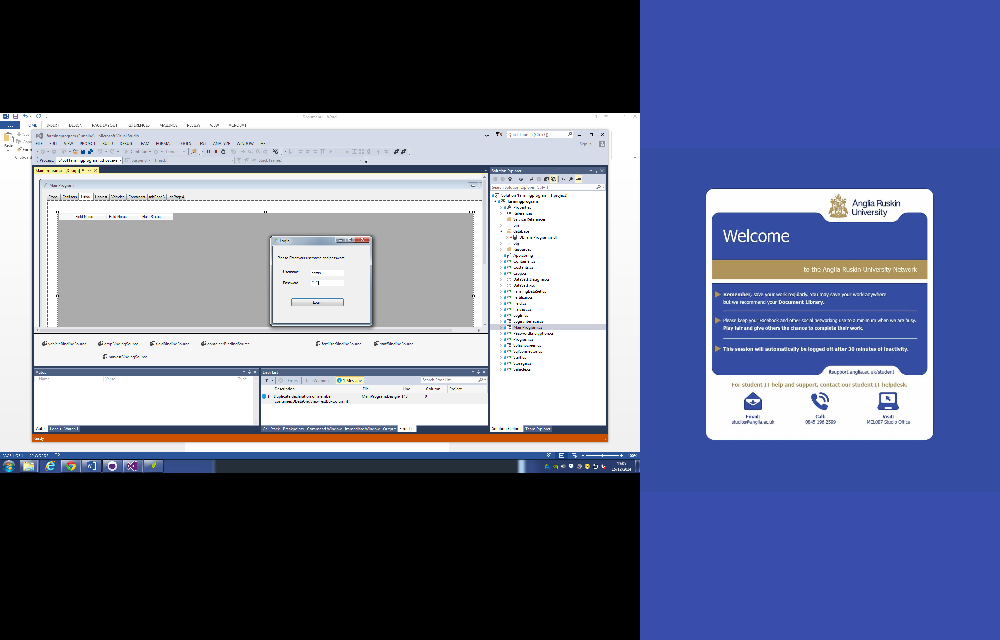 Document1 - Word
FILE HOME INSERT DESIGN PAGE LAYOUT REFERENCES MAILINGS REVIEW VIEW ACROBAT
Cut
Copy
Paste
Form
Clipboard
farmingprogram (Running) - Microsoft Visual Studio
9
Quick Launch (Ctrl+Q)
FILE EDIT VIEW PROJECT BUILD DEBUG TEAM FORMAT TOOLS TEST ANALYZE WINDOW HELP
Sign in
Continue Debug
Process: [6460] farmingprogram.vshost.exe Suspend Thread: Stack Frame:
MainProgram.cs [Design]
MainProgram
Crops Fertilizers Fields Harvest Vehicles Containers tabPage3 tabPage4
Field Name Field Notes Field Status
Login
Please Enter your username and password
Username admin
Password *****
Login
vehicleBindingSource cropBindingSource fieldBindingSource containerBindingSource fertilizerBindingSource staffBindingSource
harvestBindingSource
Autos
Name Value Type
Autos Locals Watch 1
Error List
0 Errors 0 Warnings 1 Message Search Error List
Description File Line Column Project
1 Duplicate declaration of member MainProgram.Designe 143 0
'containerIDDataGridViewTextBoxColumn1'
Call Stack Breakpoints Command Window Immediate Window Output Error List
Ready
Solution Explorer
Search Solution Explorer (Ctrl+;)
Solution 'farmingprogram' (1 project)
farmingprogram
Properties
References
Service References
bin
database
DbFarmProgram.mdf
obj
Resources
App.config
Container.cs
Costants.cs
Crop.cs
DataSet1.Designer.cs
DataSet1.xsd
FarmingDataSet.cs
Fertilizer.cs
Field.cs
Harvest.cs
LogIn.cs
LoginInterface.cs
MainProgram.cs
PasswordEncryption.cs
Program.cs
SplashScreen.cs
SqlConnector.cs
Staff.cs
Storage.cs
Vehicle.cs
Solution Explorer Team Explorer
PAGE 1 OF 1 20 WORDS
100%
13:05
15/12/2014
Anglia Ruskin
University
Welcome
to the Anglia Ruskin University Network
Remember, save your work regularly. You may save your work anywhere
but we recommend your Document Library.
Please keep your Facebook and other social networking use to a minimum when we are busy.
Play fair and give others the chance to complete their work.
This session will automatically be logged off after 30 minutes of inactivity.
itsupport.anglia.ac.uk/student
For student IT help and support, contact our student IT helpdesk.
Email:
studios@anglia.ac.uk
Call:
0845 196 2599
Visit:
MEL007 Studio Office